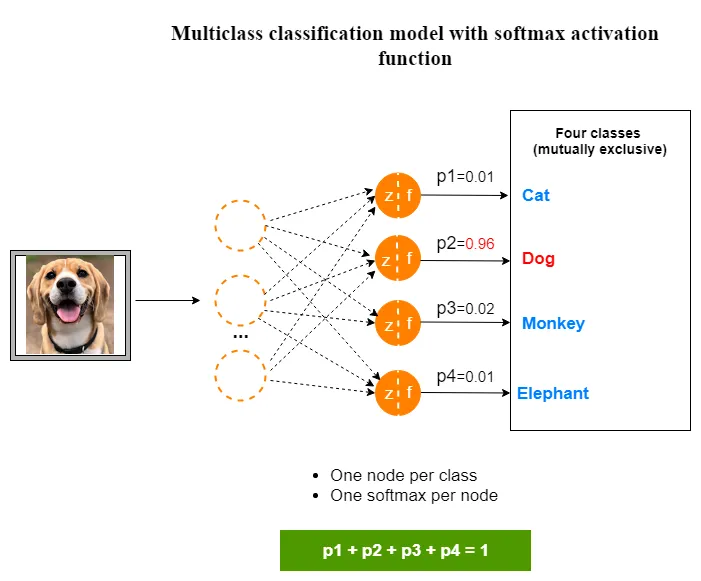 Multiclass classification model with softmax activation
function
Four classes
(mutually exclusive)
z f
p1=0.01
Cat
z f
p2=0.96
Dog
z f
p3=0.02
Monkey
z f
p4=0.01
Elephant
...
• One node per class
• One softmax per node
p1 + p2 + p3 + p4 = 1